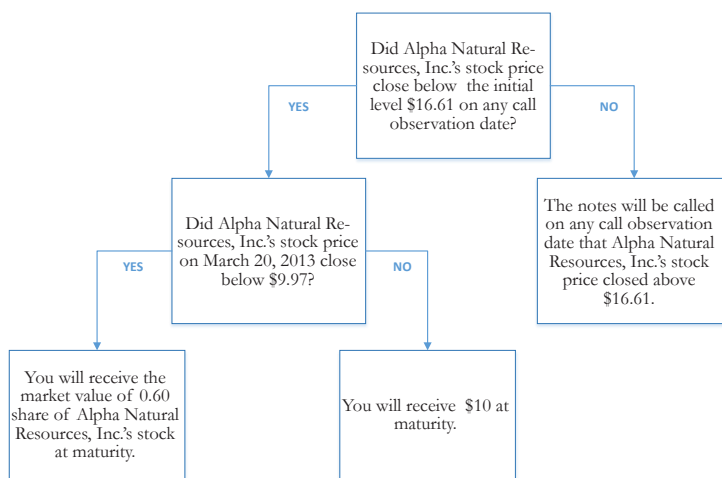 Did Alpha Natural Re-
sources, Inc.'s stock price
close below the initial
level $16.61 on any call
observation date?
YES
NO
Did Alpha Natural Re-
sources, Inc.'s stock price
on March 20, 2013 close
below $9.97?
The notes will be called
on any call observation
date that Alpha Natural
Resources, Inc.'s stock
price closed above
$16.61.
YES
NO
You will receive the
market value of 0.60
share of Alpha Natural
Resources, Inc.'s stock
at maturity.
You will receive $10 at
maturity.